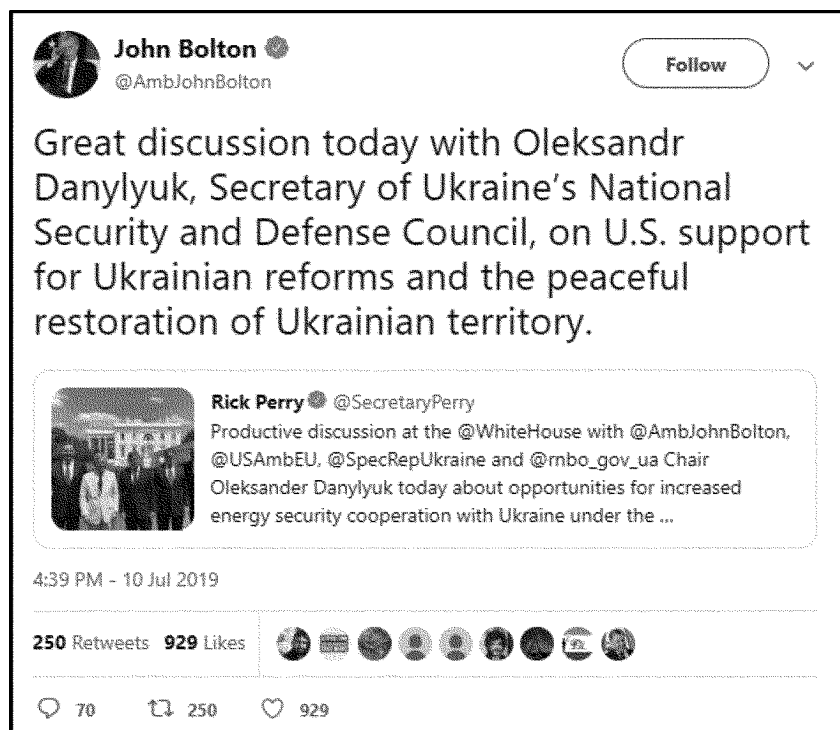 John Bolton
@AmbJohnBolton
Follow
Great discussion today with Oleksandr
Danylyuk, Secretary of Ukraine's National
Security and Defense Council, on U.S. support
for Ukrainian reforms and the peaceful
restoration of Ukrainian territory.
Rick Perry @SecretaryPerry
Productive discussion at the @WhiteHouse with @AmbJohnBolton,
@USAmbEU, @SpecRepUkraine and @rnbo_gov_ua Chair
Oleksander Danylyuk today about opportunities for increased
energy security cooperation with Ukraine under the ...
4:39 PM - 10 Jul 2019
250 Retweets 929 Likes
70 250 929